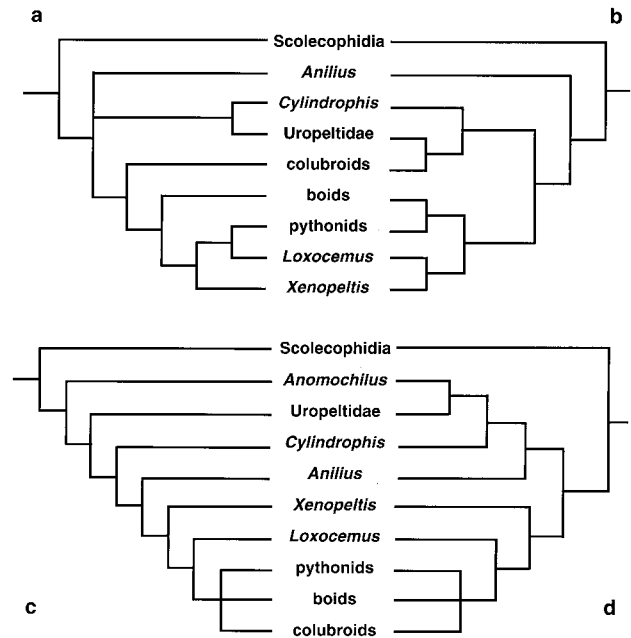 a
b
Scolecophidia
Anilius
Cylindrophis
Uropeltidae
colubroids
boids
pythonids
Loxocemus
Xenopeltis
Scolecophidia
Anomochilus
Uropeltidae
Cylindrophis
Anilius
Xenopeltis
Loxocemus
pythonids
boids
colubroids
c
d